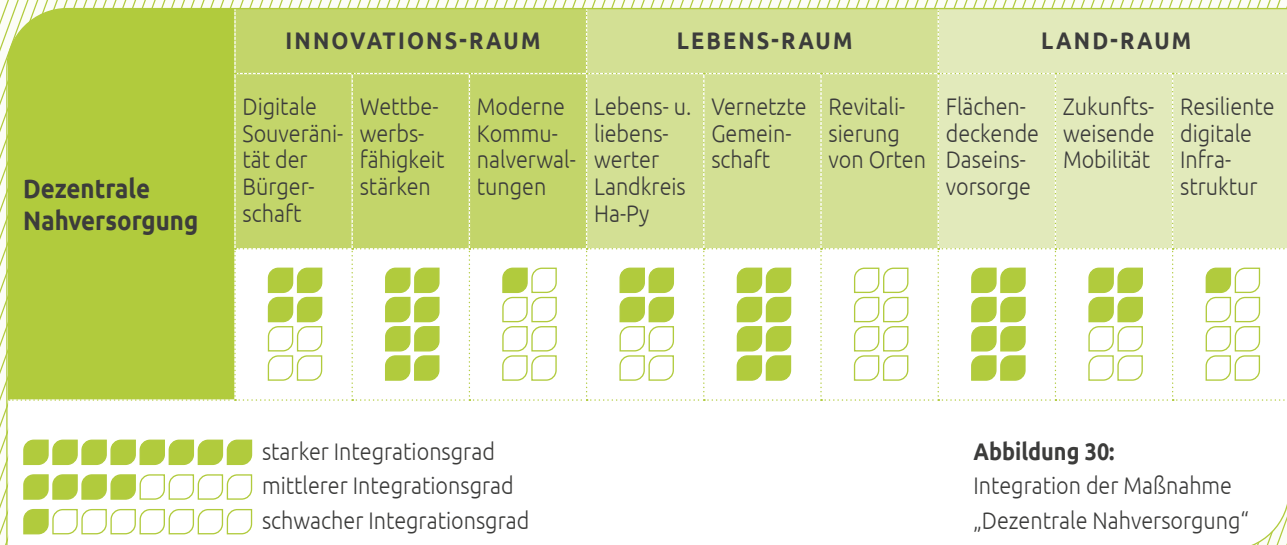 INNOVATIONS-RAUM
LEBENS-RAUM
LAND-RAUM
Dezentrale
Nahversorgung
Digitale
Souveräni-
tät der
Bürger-
schaft
Wettbe-
werbs-
fähigkeit
stärken
Moderne
Kommu-
nalverwal-
tungen
Lebens- u.
liebens-
werter
Landkreis
Ha-Py
Vernetzte
Gemein-
schaft
Revitali-
sierung
von Orten
Flächen-
deckende
Daseins-
vorsorge
Zukunfts-
weisende
Mobilität
Resiliente
digitale
Infra-
struktur
starker Integrationsgrad
mittlerer Integrationsgrad
schwacher Integrationsgrad
Abbildung 30:
Integration der Maßnahme
„Dezentrale Nahversorgung“